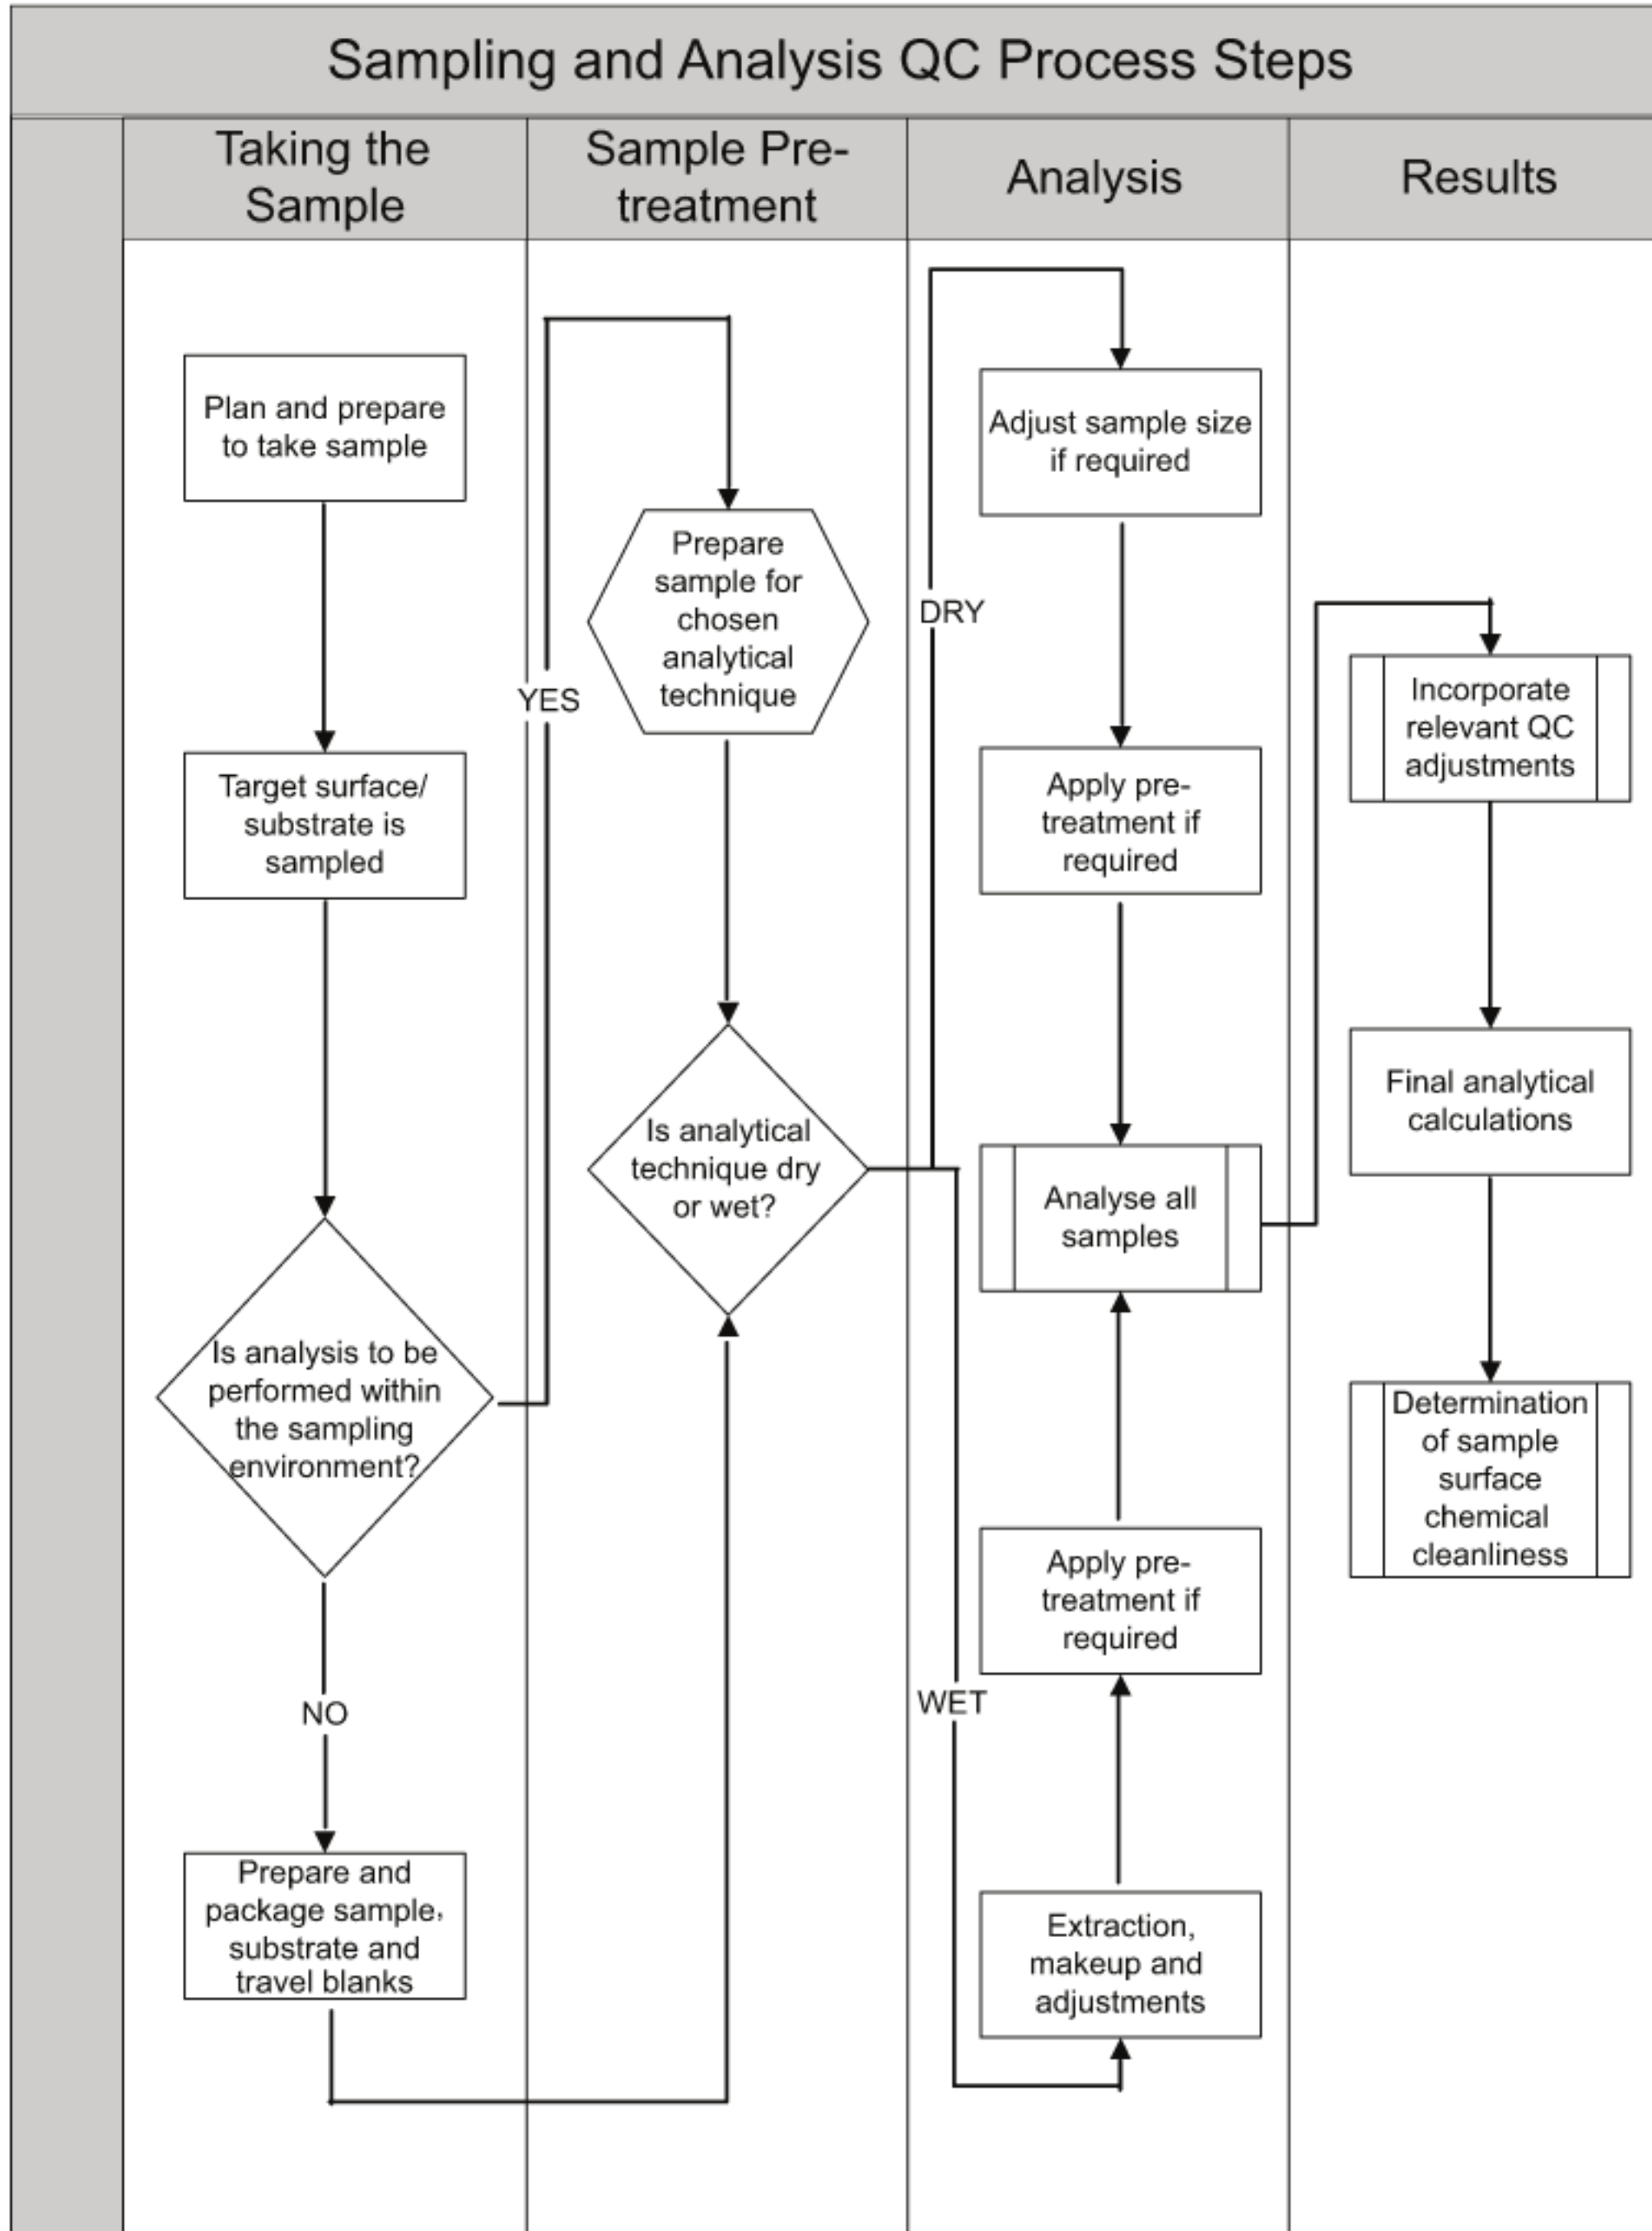 Sampling and Analysis QC Process Steps
Taking the
Sample
Sample Pre-
treatment
Analysis
Results
Plan and prepare
to take sample
Target surface/
substrate is
sampled
Is analysis to be
performed within
the sampling
environment?
YES
NO
Prepare and
package sample,
substrate and
travel blanks
Prepare
sample for
chosen
analytical
technique
Is analytical
technique dry
or wet?
DRY
WET
Adjust sample size
if required
Apply pre-
treatment if
required
Analyse all
samples
Apply pre-
treatment if
required
Extraction,
makeup and
adjustments
Incorporate
relevant QC
adjustments
Final analytical
calculations
Determination
of sample
surface
chemical
cleanliness